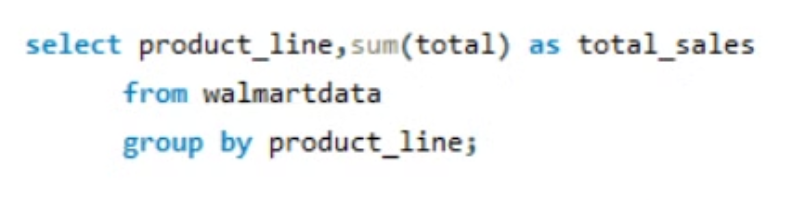 select product_line,sum(total) as total_sales
from walmartdata
group by product_line;